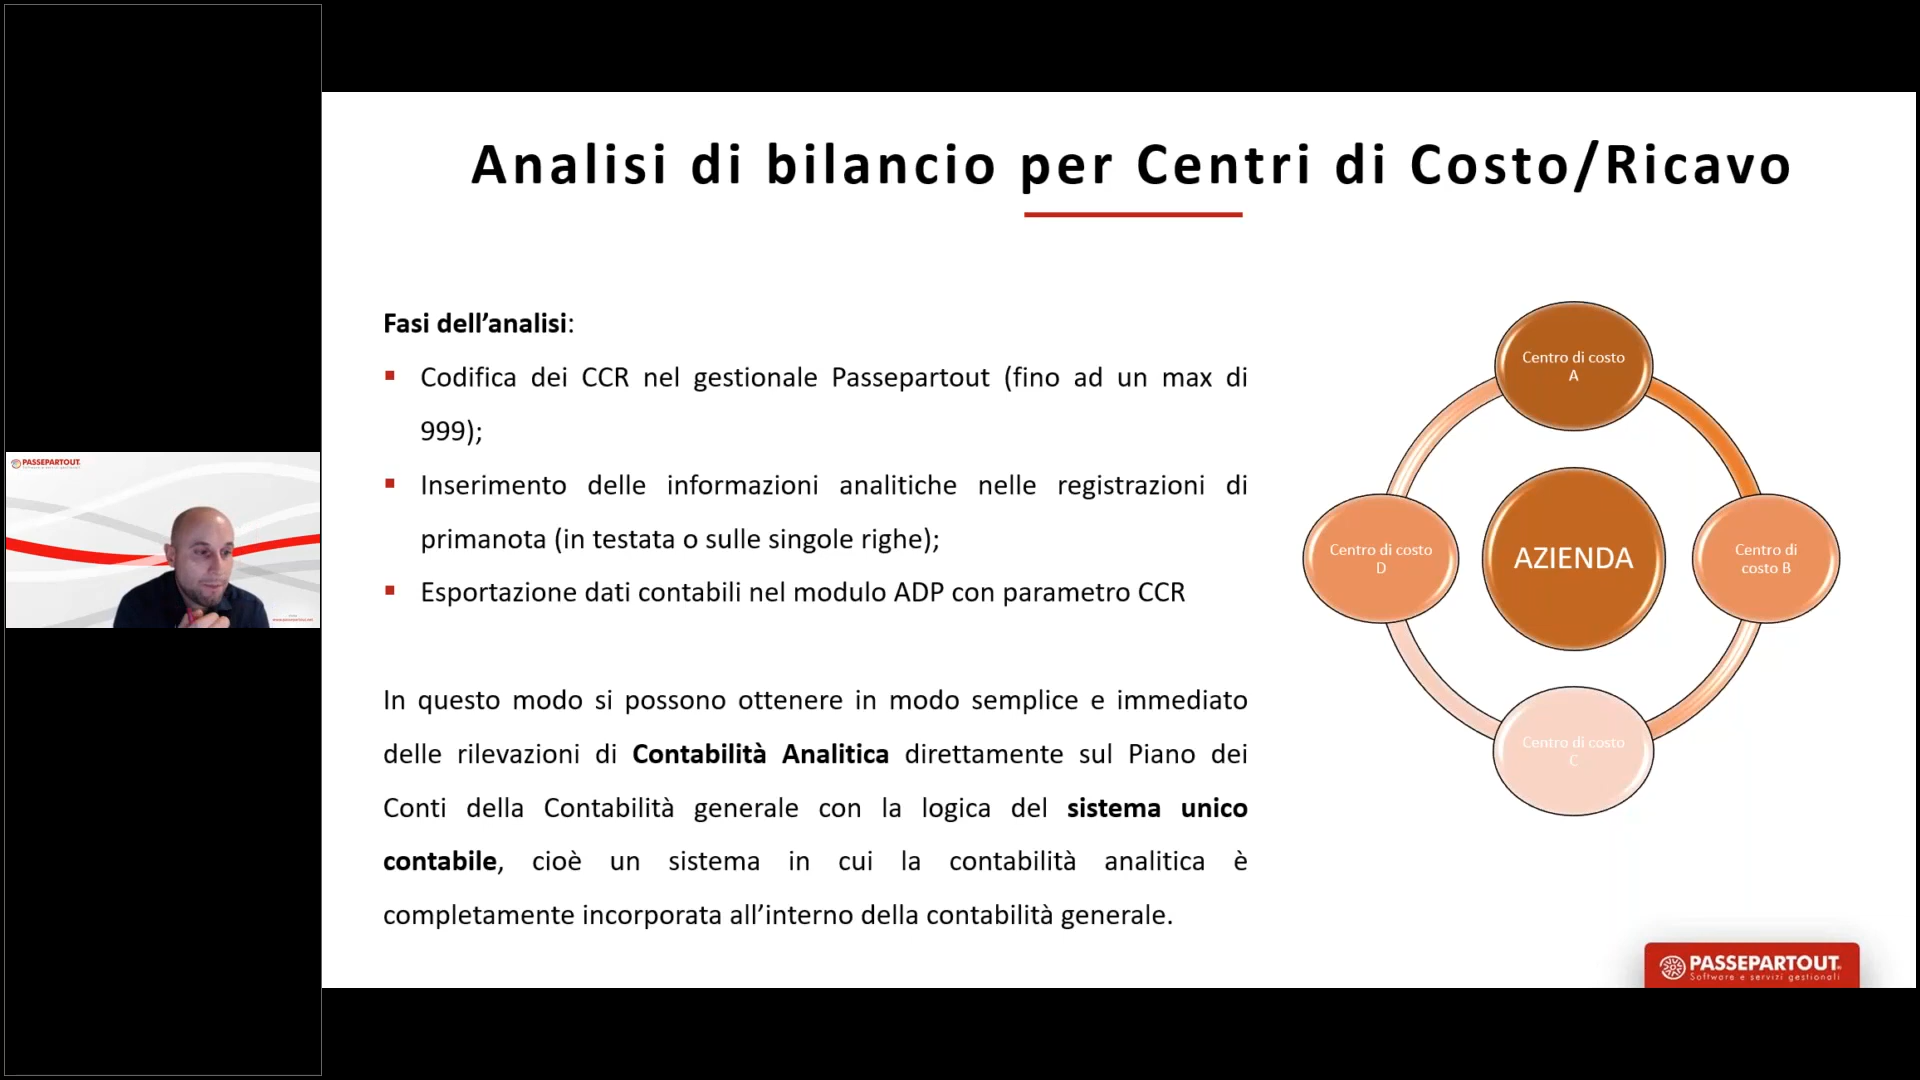 Analisi di bilancio per Centri di Costo/Ricavo
Fasi dell’analisi:
Codifica dei CCR nel gestionale Passepartout (fino ad un max di
999);
Inserimento delle informazioni analitiche nelle registrazioni di
primanota (in testata o sulle singole righe);
Esportazione dati contabili nel modulo ADP con parametro CCR
In questo modo si possono ottenere in modo semplice e immediato
delle rilevazioni di Contabilità Analitica direttamente sul Piano dei
Conti della Contabilità generale con la logica del sistema unico
contabile, cioè un sistema in cui la contabilità analitica è
completamente incorporata all’interno della contabilità generale.
Centro di costo
A
Centro di costo
D
AZIENDA
Centro di
costo B
Centro di costo
C
PASSEPARTOUT
Software e servizi gestionali
PASSEPARTOUT